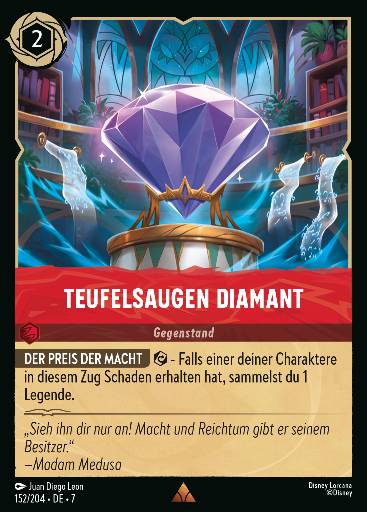 2
TEUFELSAUGEN DIAMANT
Gegenstand
DER PREIS DER MACHT - Falls einer deiner Charaktere
in diesem Zug Schaden erhalten hat, sammelst du 1
Legende.
„Sieh ihn dir nur an! Macht und Reichtum gibt er seinem
Besitzer.“
–Madam Medusa
Juan Diego Leon
Disney Lorcana
152/204 • DE • 7
©Disney